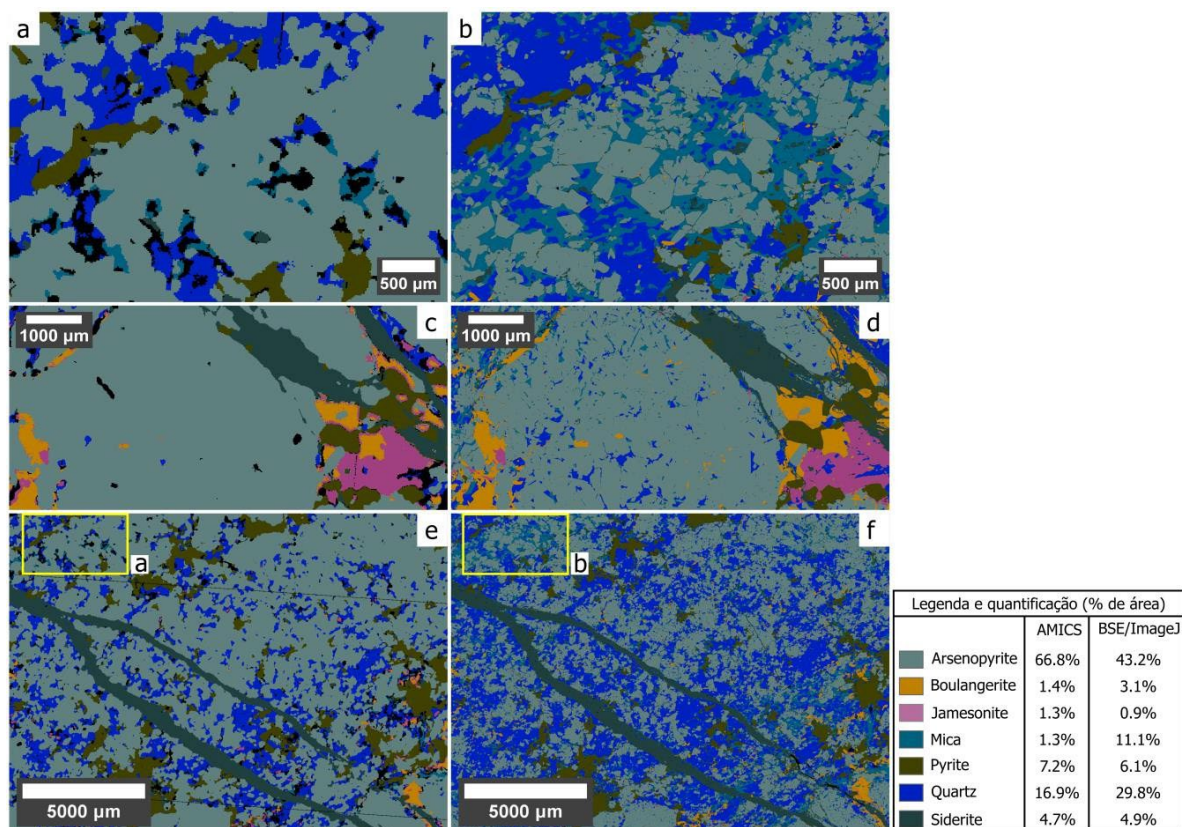 a
b
500 µm
500 µm
1000 µm
c
1000 µm
d
e
f
a
b
5000 µm
5000 µm
Legenda e quantificação (% de área)
AMICS BSE/ImageJ
Arsenopyrite 66.8% 43.2%
Boulangerite 1.4% 3.1%
Jamesonite 1.3% 0.9%
Mica 1.3% 11.1%
Pyrite 7.2% 6.1%
Quartz 16.9% 29.8%
Siderite 4.7% 4.9%